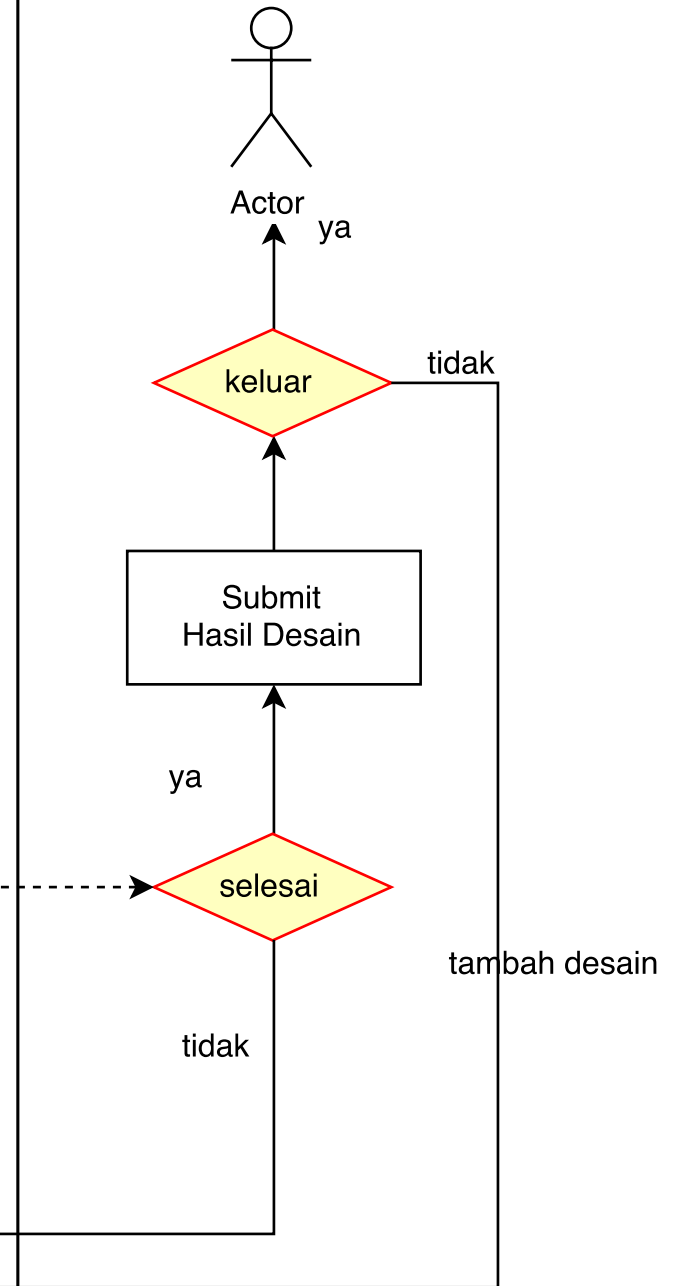 Actor
ya
tidak
keluar
Submit
Hasil Desain
ya
selesai
tambah desain
tidak